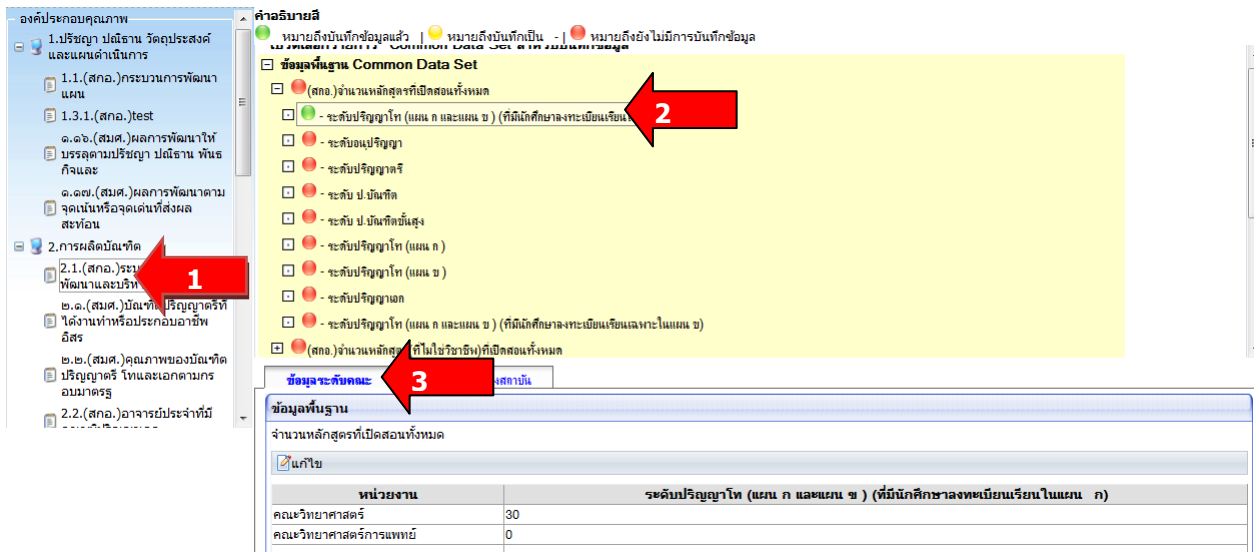 องค์ประกอบคุณภาพ
1.ปรัชญา ปณิธาน วัตถุประสงค์
และแผนดำเนินการ
1.1.(สกอ.)กระบวนการพัฒนา
แผน
1.3.1.(สกอ.)test
๑.๑๖.(สมศ.)ผลการพัฒนาให้
บรรลุตามปรัชญา ปณิธาน พันธ
กิจและ
๑.๑๗.(สมศ.)ผลการพัฒนาตาม
จุดเน้นหรือจุดเด่นที่ส่งผล
สะท้อน
2.การผลิตบัณฑิต
2.1.(สกอ.)ระบ
พัฒนาและบริห
1
๒.๑.(สมศ.)บัณฑิตปริญญาตรีที่
ได้งานทำหรือประกอบอาชีพ
อิสร
๒.๒.(สมศ.)คุณภาพของบัณฑิต
ปริญญาตรี โทและเอกตามกร
อบมาตรฐ
2.2.(สกอ.)อาจารย์ประจำที่มี
คำอธิบายสี
หมายถึงบันทึกข้อมูลแล้ว | หมายถึงบันทึกเป็น - | หมายถึงยังไม่มีการบันทึกข้อมูล
โปรดเลือกรายการ Common Data Set สำหรับบันทึกข้อมูล
ข้อมูลพื้นฐาน Common Data Set
(สกอ.)จำนวนหลักสูตรที่เปิดสอนทั้งหมด
- ระดับปริญญาโท (แผน ก และแผน ข ) (ที่มีนักศึกษาลงทะเบียนเรียน
2
- ระดับอนุปริญญา
- ระดับปริญญาตรี
- ระดับ ป.บัณฑิต
- ระดับ ป.บัณฑิตขั้นสูง
- ระดับปริญญาโท (แผน ก )
- ระดับปริญญาโท (แผน ข )
- ระดับปริญญาเอก
- ระดับปริญญาโท (แผน ก และแผน ข ) (ที่มีนักศึกษาลงทะเบียนเรียนเฉพาะในแผน ข)
(สกอ.)จำนวนหลักสูตร(ที่ไม่ใช่วิชาชีพ)ที่เปิดสอนทั้งหมด
ข้อมูลระดับคณะ
3
งสถาบัน
ข้อมูลพื้นฐาน
จำนวนหลักสูตรที่เปิดสอนทั้งหมด
แก้ไข
หน่วยงาน ระดับปริญญาโท (แผน ก และแผน ข ) (ที่มีนักศึกษาลงทะเบียนเรียนในแผน ก)
คณะวิทยาศาสตร์ 30
คณะวิทยาศาสตร์การแพทย์ 0